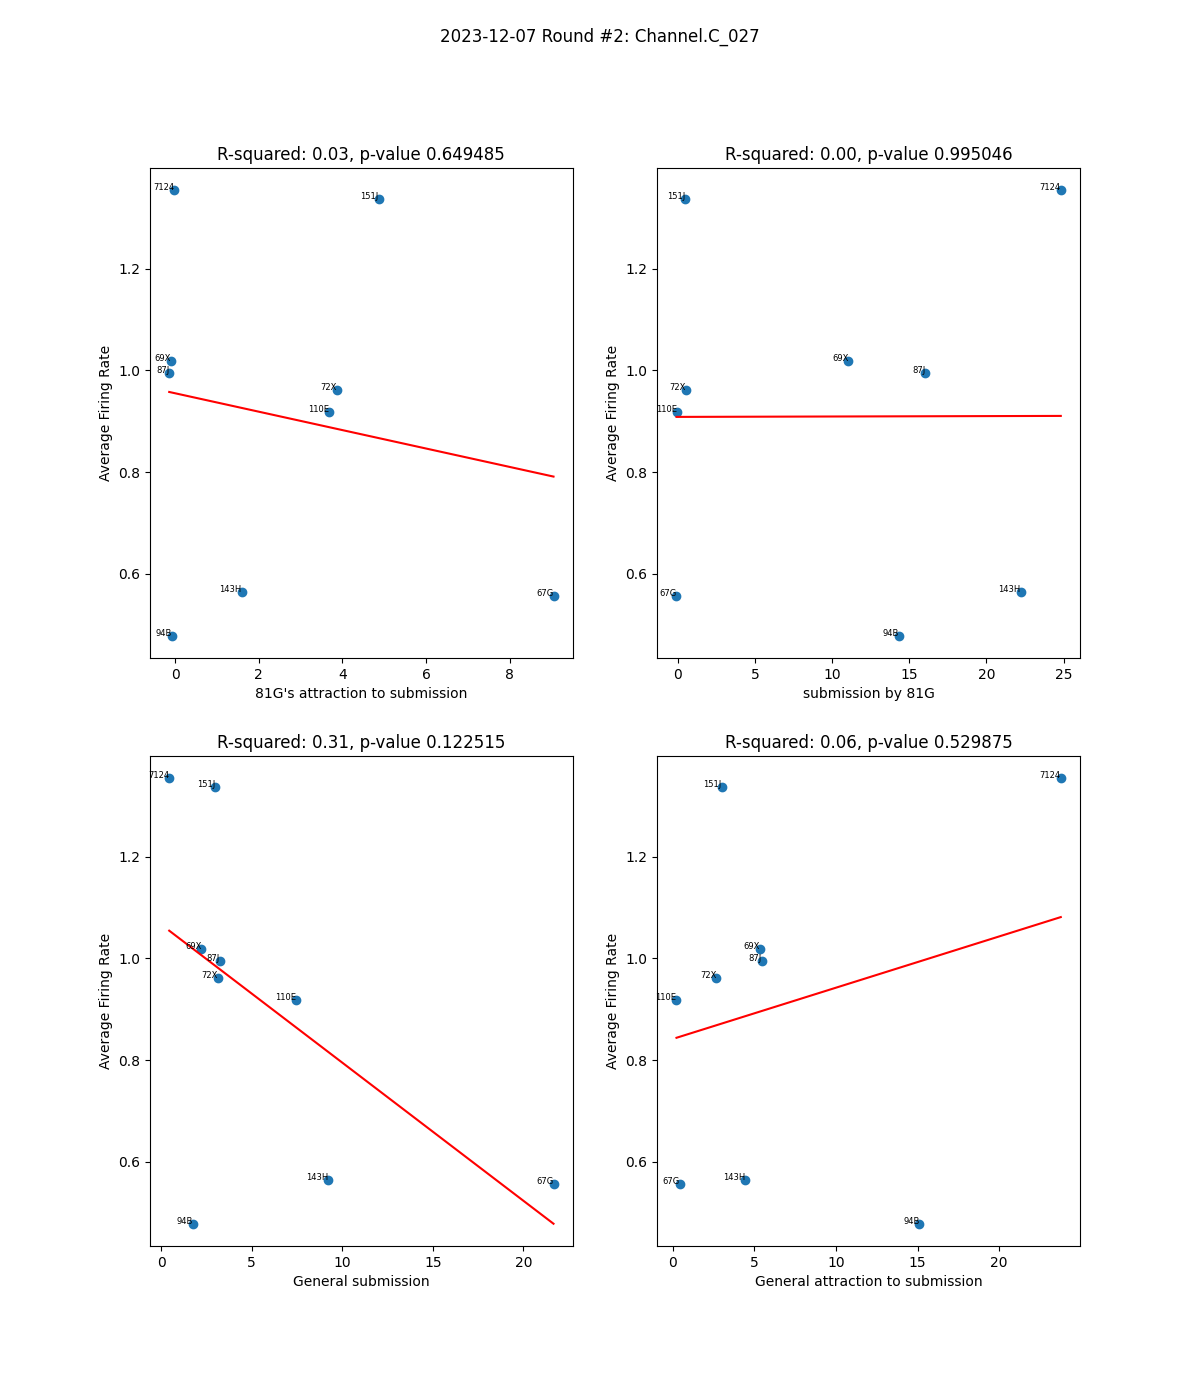 2023-12-07 Round #2: Channel.C_027
R-squared: 0.03, p-value 0.649485
Average Firing Rate
1.2
1.0
0.8
0.6
7124
151J
69X
87J
72X
110E
143H
67G
94B
0 2 4 6 8
81G's attraction to submission
R-squared: 0.00, p-value 0.995046
Average Firing Rate
1.2
1.0
0.8
0.6
151J
7124
69X
87J
72X
110E
67G
143H
94B
0 5 10 15 20 25
submission by 81G
R-squared: 0.31, p-value 0.122515
Average Firing Rate
1.2
1.0
0.8
0.6
7124
151J
69X
87J
72X
110E
143H
67G
94B
0 5 10 15 20
General submission
R-squared: 0.06, p-value 0.529875
Average Firing Rate
1.2
1.0
0.8
0.6
7124
151J
69X
87J
72X
110E
67G
143H
94B
0 5 10 15 20
General attraction to submission